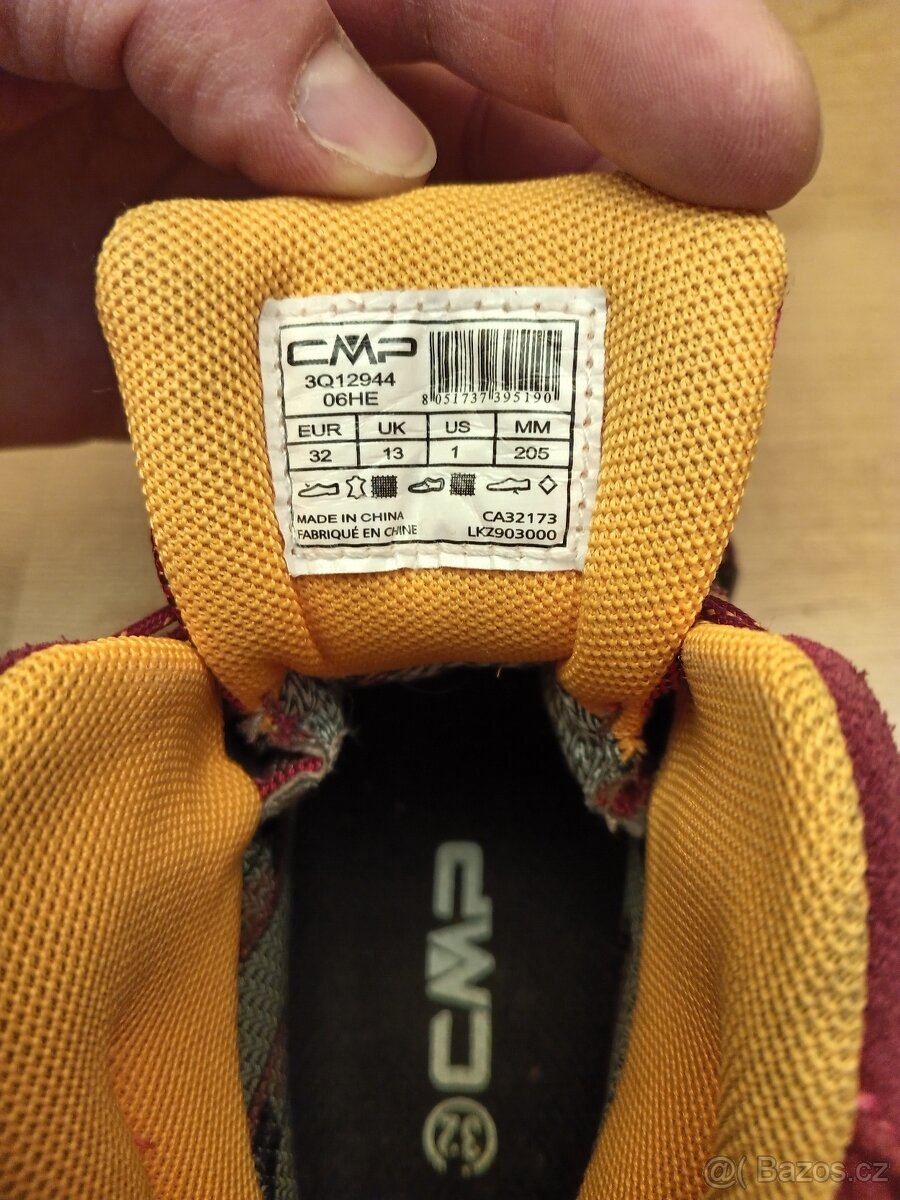 CMP
3Q12944
06HE
8 051737 395190
EUR UK US MM
32 13 1 205
MADE IN CHINA
FABRIQUÉ EN CHINE
CA32173
LKZ903000
CMP
32
@( Bazos.cz